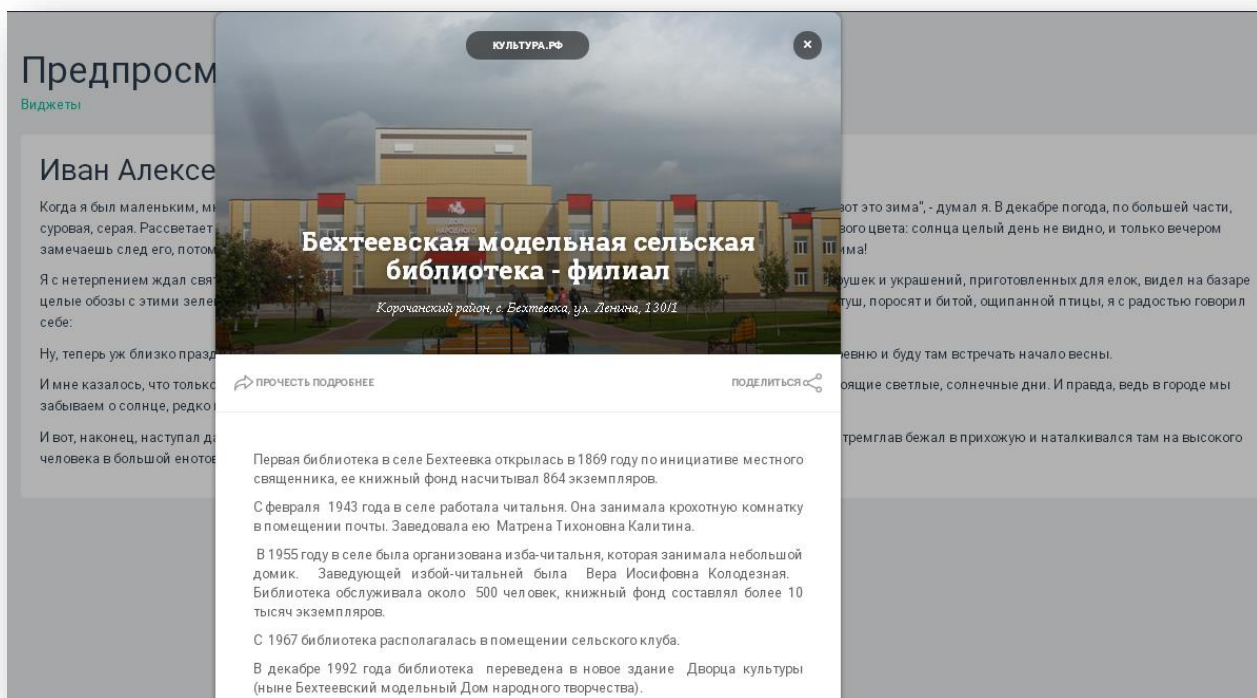 Предпросм
Виджеты
Иван Алексе
Когда я был маленьким,
суровая, серая. Рассветает
замечаешь след его, потом
Я с нетерпением ждал свят
целые обозы с этими зеле
себе:
Ну, теперь уж близко празд
И мне казалось, что только
забываем о солнце, редко
И вот, наконец, наступал да
человека в большой енотов
КУЛЬТУРА.РФ
×
ДОМ
НАРОДНОГО
Бехтеевская модельная сельская
библиотека - филиал
Корочанский район, с. Бехтеевка, ул. Ленина, 130/1
ПРОЧЕСТЬ ПОДРОБНЕЕ
ПОДЕЛИТЬСЯ
Первая библиотека в селе Бехтеевка открылась в 1869 году по инициативе местного
священника, ее книжный фонд насчитывал 864 экземпляров.
С февраля 1943 года в селе работала читальня. Она занимала крохотную комнатку
в помещении почты. Заведовала ею Матрена Тихоновна Калитина.
В 1955 году в селе была организована изба-читальня, которая занимала небольшой
домик. Заведующей избой-читальней была Вера Иосифовна Колодезная.
Библиотека обслуживала около 500 человек, книжный фонд составлял более 10
тысяч экземпляров.
С 1967 библиотека располагалась в помещении сельского клуба.
В декабре 1992 года библиотека переведена в новое здание Дворца культуры
(ныне Бехтеевский модельный Дом народного творчества).
вот это зима", - думал я. В декабре погода, по большей части,
вого цвета: солнца целый день не видно, и только вечером
има!
рушек и украшений, приготовленных для елок, видел на базаре
туш, поросят и битой, ощипанной птицы, я с радостью говорил
ревню и буду там встречать начало весны.
оящие светлые, солнечные дни. И правда, ведь в городе мы
тремглав бежал в прихожую и наталкивался там на высокого